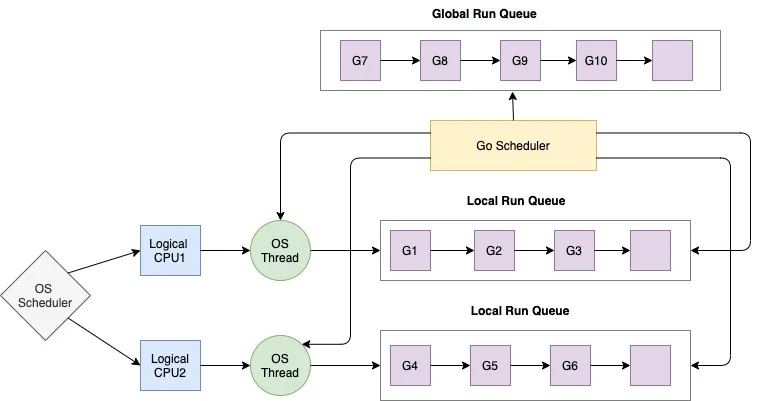 Global Run Queue
G7
G8
G9
G10
Go Scheduler
Local Run Queue
Logical
CPU1
OS
Thread
G1
G2
G3
OS
Scheduler
Local Run Queue
Logical
CPU2
OS
Thread
G4
G5
G6